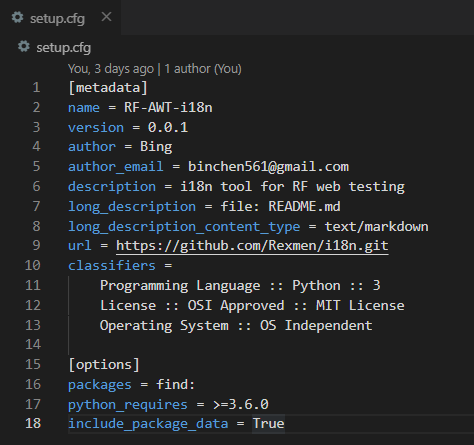 setup.cfg
setup.cfg
You, 3 days ago | 1 author (You)
1 [metadata]
2 name = RF-AWT-i18n
3 version = 0.0.1
4 author = Bing
5 author_email = binchen561@gmail.com
6 description = i18n tool for RF web testing
7 long_description = file: README.md
8 long_description_content_type = text/markdown
9 url = https://github.com/Rexmen/i18n.git
10 classifiers =
11     Programming Language :: Python :: 3
12     License :: OSI Approved :: MIT License
13     Operating System :: OS Independent
14
15 [options]
16 packages = find:
17 python_requires = >=3.6.0
18 include_package_data = True